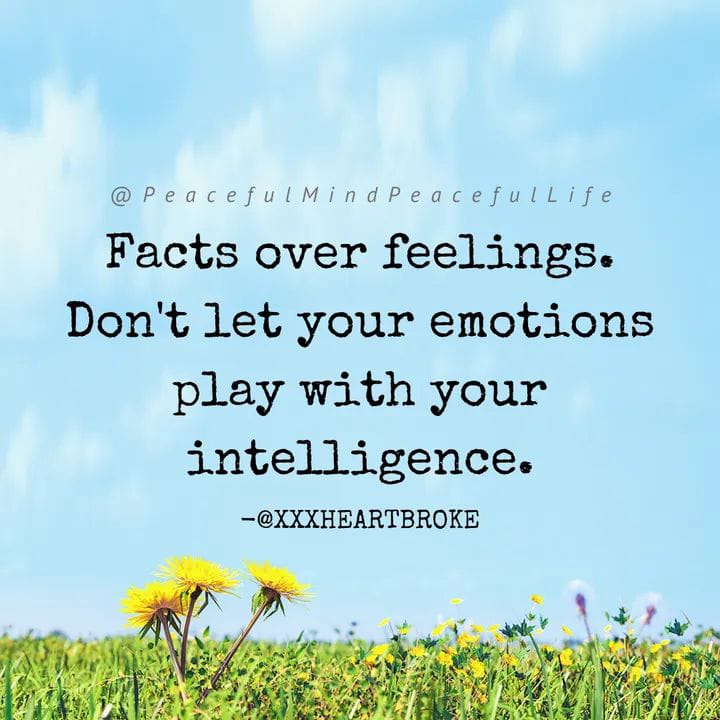 @PeacefulMindPeacefulLife
Facts over feelings.
Don't let your emotions
play with your
intelligence.
-@XXXHEARTBROKE